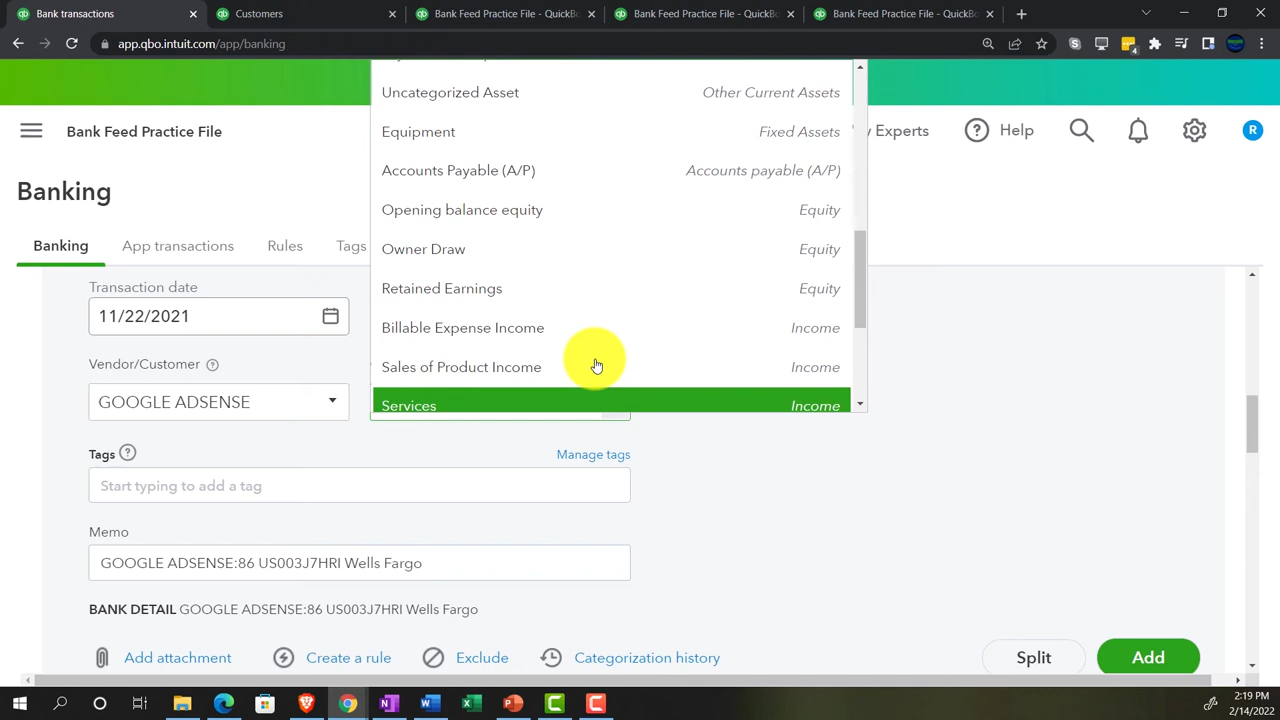 Bank transactions
Customers
Bank Feed Practice File - QuickBo
Bank Feed Practice File - QuickBo
Bank Feed Practice File - QuickBo
app.qbo.intuit.com/app/banking
4
Bank Feed Practice File
y Experts
Help
R
Banking
Banking
App transactions
Rules
Tags
Uncategorized Asset Other Current Assets
Equipment Fixed Assets
Accounts Payable (A/P) Accounts payable (A/P)
Opening balance equity Equity
Owner Draw Equity
Retained Earnings Equity
Billable Expense Income Income
Sales of Product Income Income
Services Income
Transaction date
11/22/2021
Vendor/Customer ?
GOOGLE ADSENSE
Tags ? Manage tags
Start typing to add a tag
Memo
GOOGLE ADSENSE:86 US003J7HRI Wells Fargo
BANK DETAIL GOOGLE ADSENSE:86 US003J7HRI Wells Fargo
Add attachment
Create a rule
Exclude
Categorization history
Split
Add
2:19 PM
2/14/2022